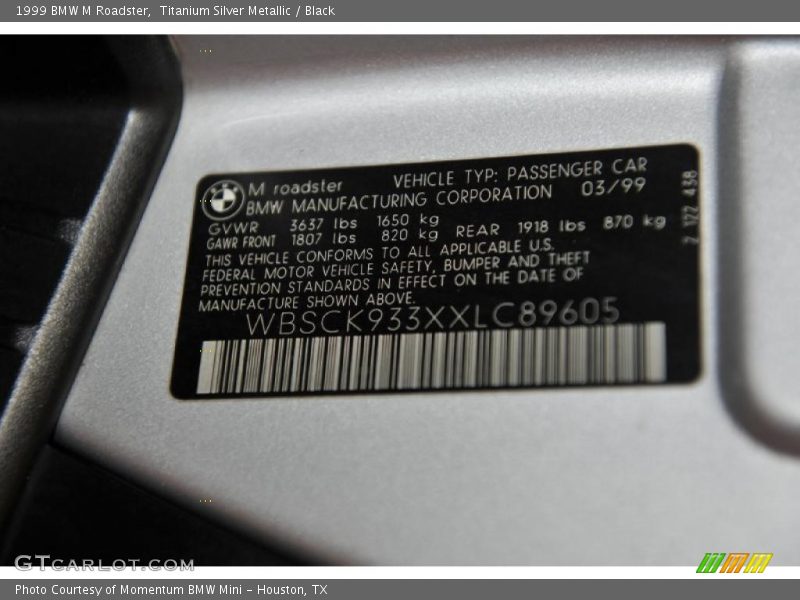 1999 BMW M Roadster, Titanium Silver Metallic / Black
M roadster VEHICLE TYP: PASSENGER CAR
BMW MANUFACTURING CORPORATION 03/99
GVWR 3637 lbs 1650 kg
GAWR FRONT 1807 lbs 820 kg REAR 1918 lbs 870 kg
THIS VEHICLE CONFORMS TO ALL APPLICABLE U.S.
FEDERAL MOTOR VEHICLE SAFETY, BUMPER AND THEFT
PREVENTION STANDARDS IN EFFECT ON THE DATE OF
MANUFACTURE SHOWN ABOVE.
WBSCK933XXLC89605
2 122 438
GTCARLOT.COM
Photo Courtesy of Momentum BMW Mini - Houston, TX